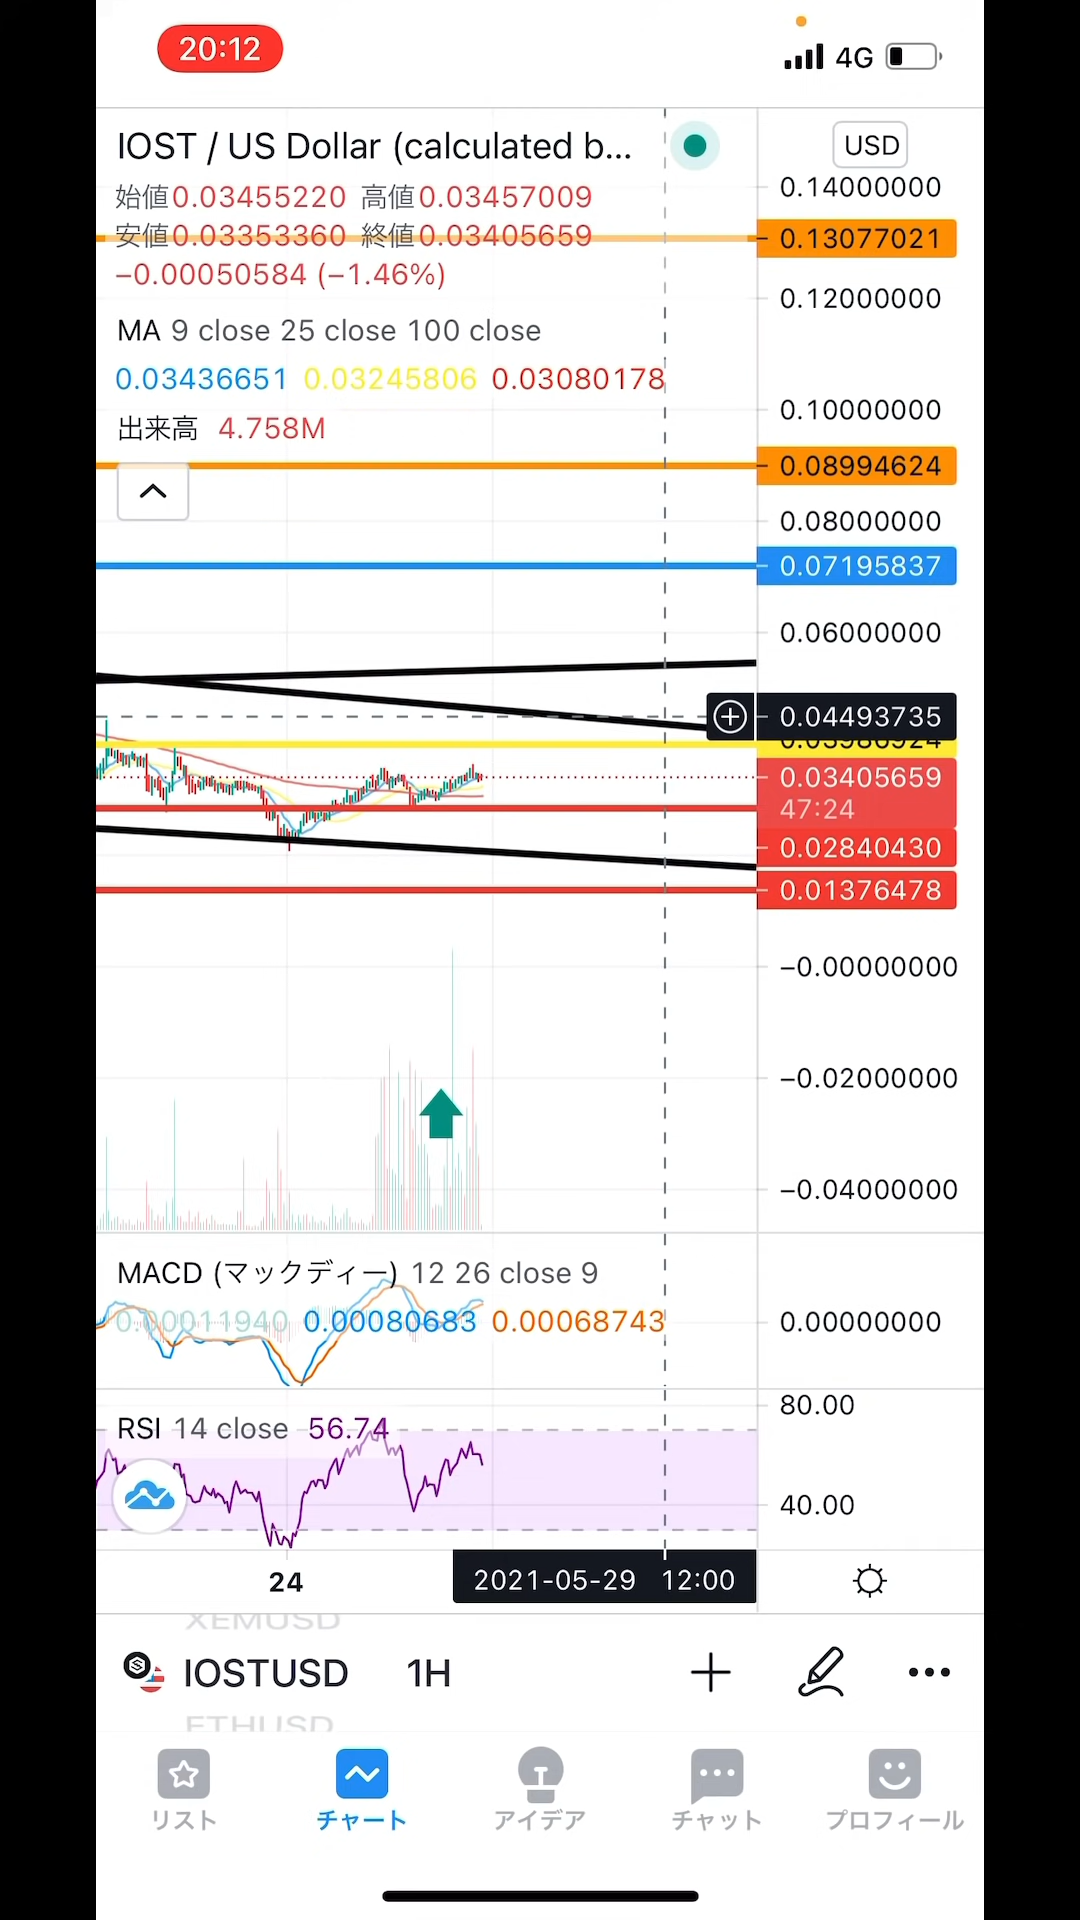 20:12
4G
IOST / US Dollar (calculated b...
USD
始値0.03455220 高値0.03457009
安値0.03353360 終値0.03405659
−0.00050584 (−1.46%)
MA 9 close 25 close 100 close
0.03436651 0.03245806 0.03080178
出来高 4.758M
0.14000000
0.13077021
0.12000000
0.10000000
0.08994624
0.08000000
0.07195837
0.06000000
0.04493735
0.03986924
0.03405659
47:24
0.02840430
0.01376478
−0.00000000
−0.02000000
−0.04000000
MACD (マックディー) 12 26 close 9
0.00011940 0.00080683 0.00068743
0.00000000
80.00
RSI 14 close 56.74
40.00
24
2021-05-29 12:00
XEMUSD
IOSTUSD 1H
ETHUSD
リスト
チャート
アイデア
チャット
プロフィール